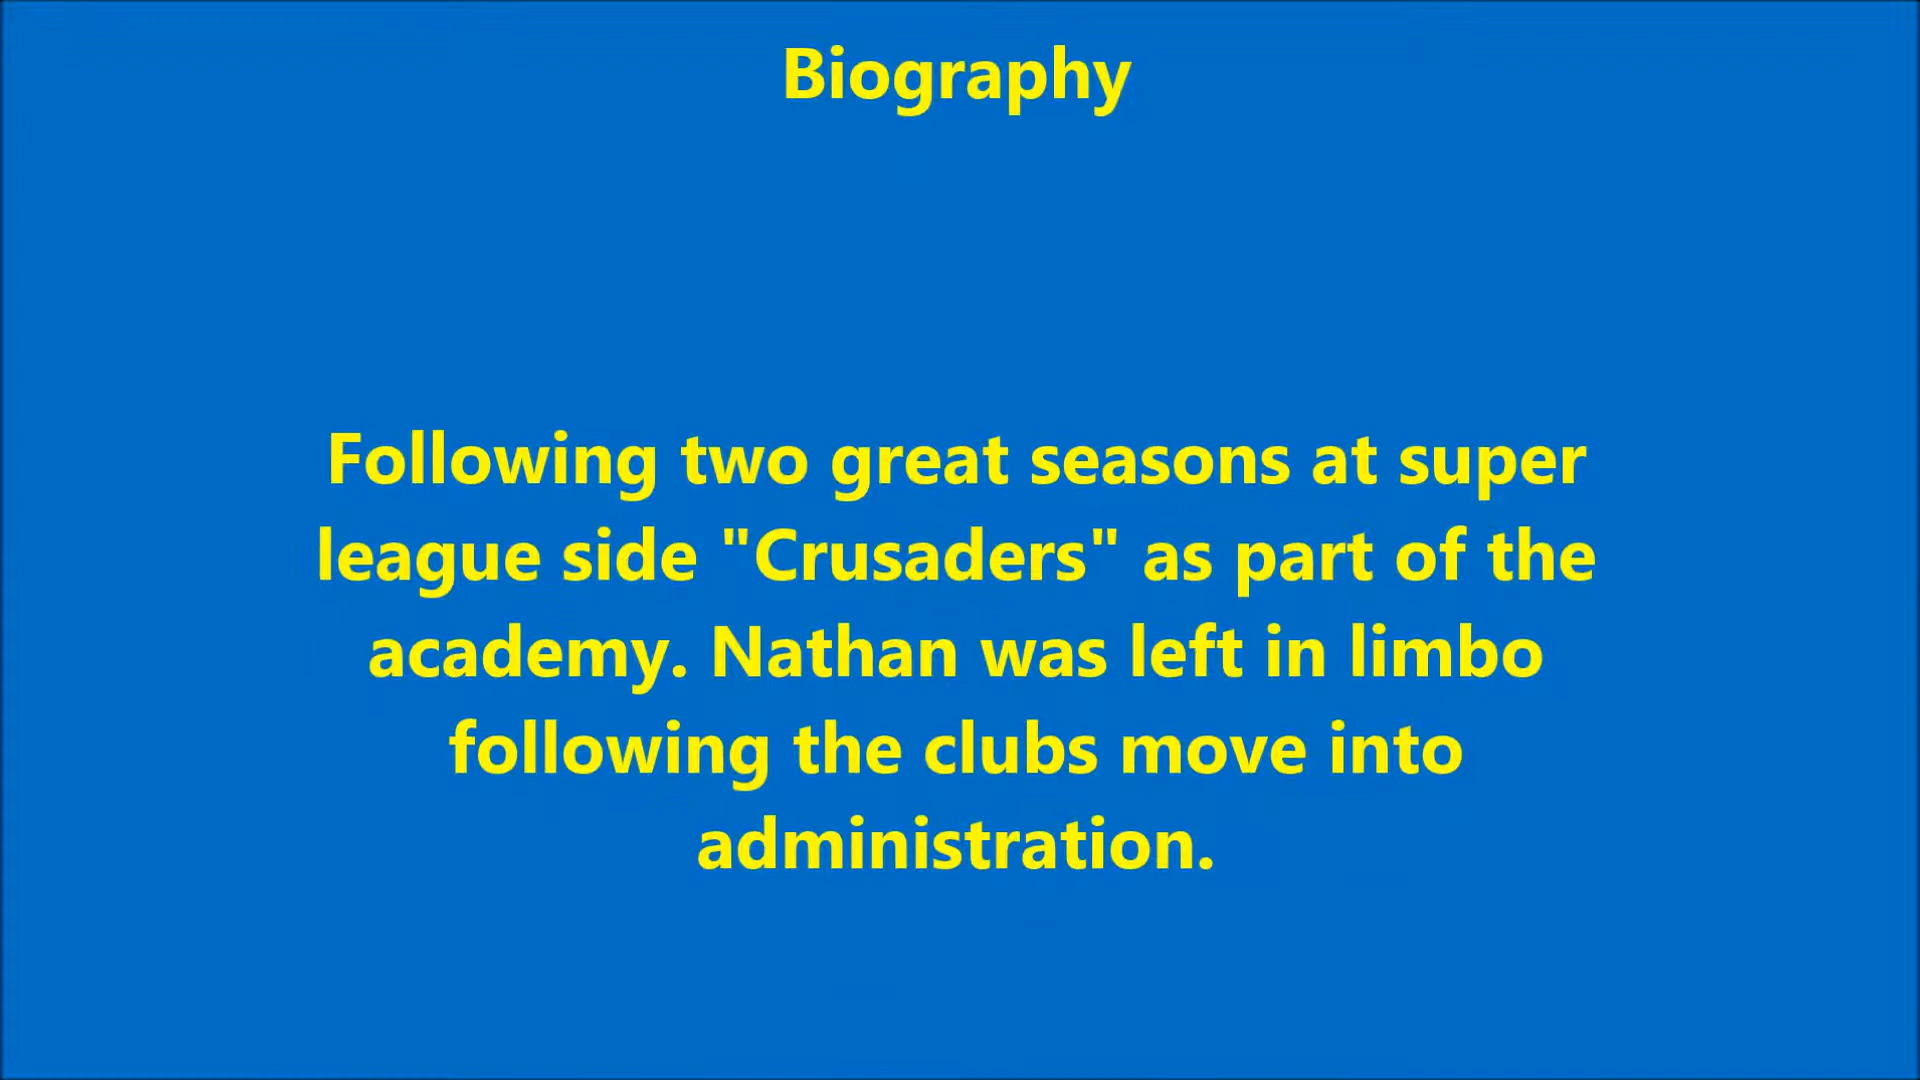 Biography
Following two great seasons at super
league side "Crusaders" as part of the
academy. Nathan was left in limbo
following the clubs move into
administration.